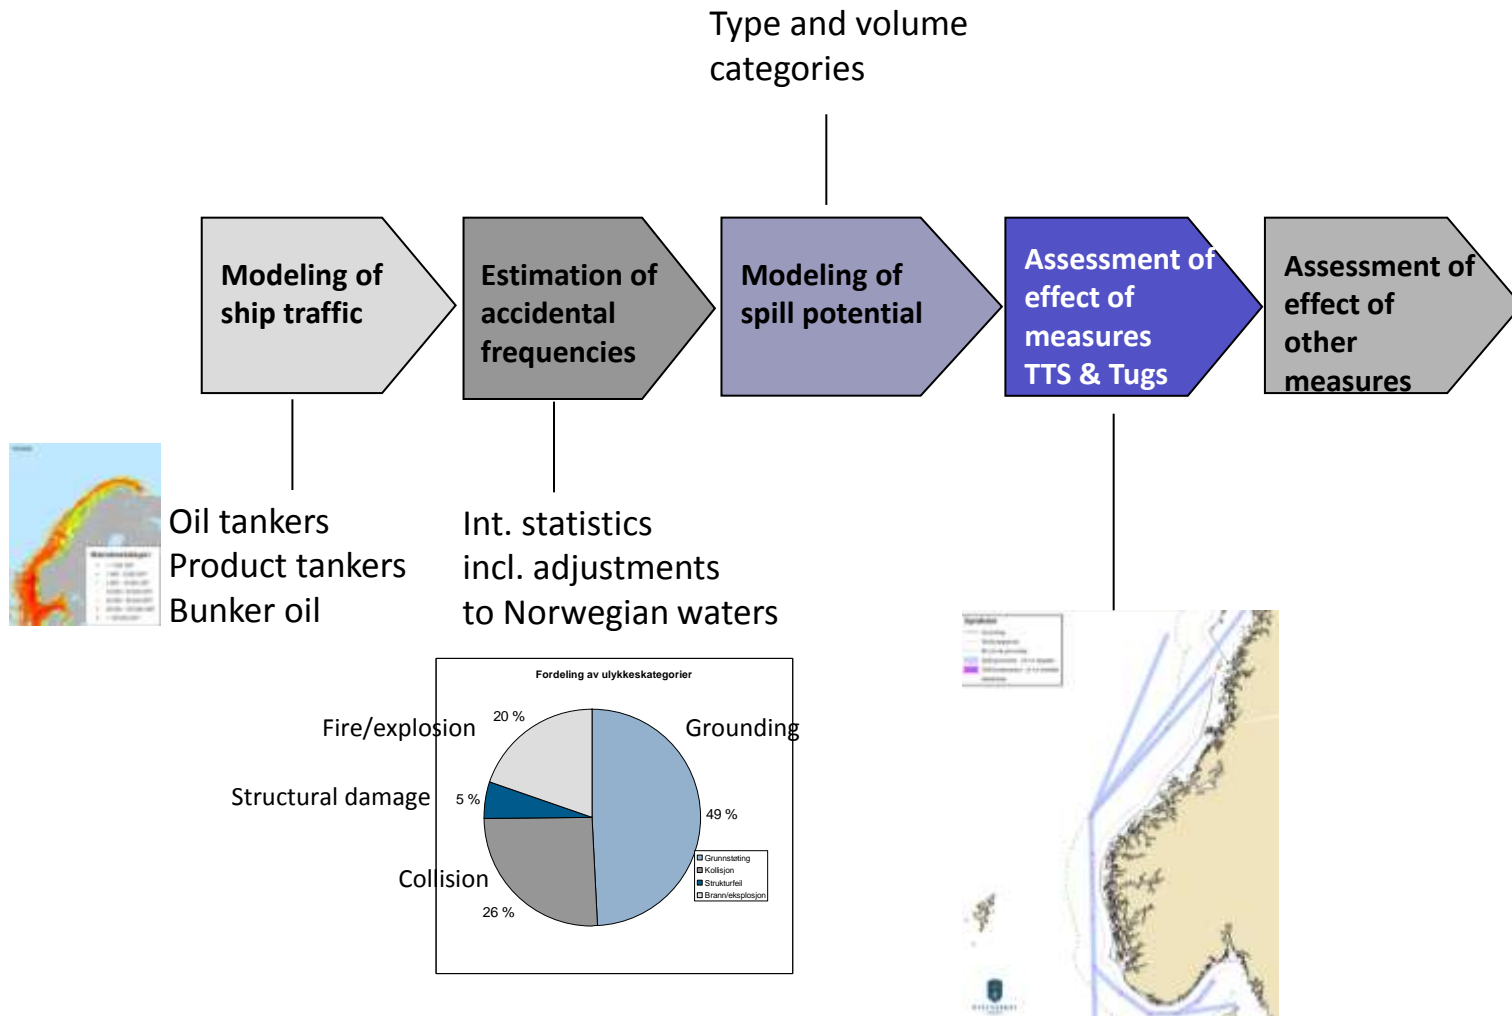 Type and volume
categories
Modeling of
ship traffic
Estimation of
accidental
frequencies
Modeling of
spill potential
Assessment of
effect of
measures
TTS & Tugs
Assessment of
effect of
other
measures
Oil tankers
Product tankers
Bunker oil
Int. statistics
incl. adjustments
to Norwegian waters
Fordeling av ulykkeskategorier
Fire/explosion
20 %
Grounding
Structural damage
5 %
49 %
Collision
26 %
Grunnstøting
Kollisjon
Strukturfeil
Brann/eksplosjon